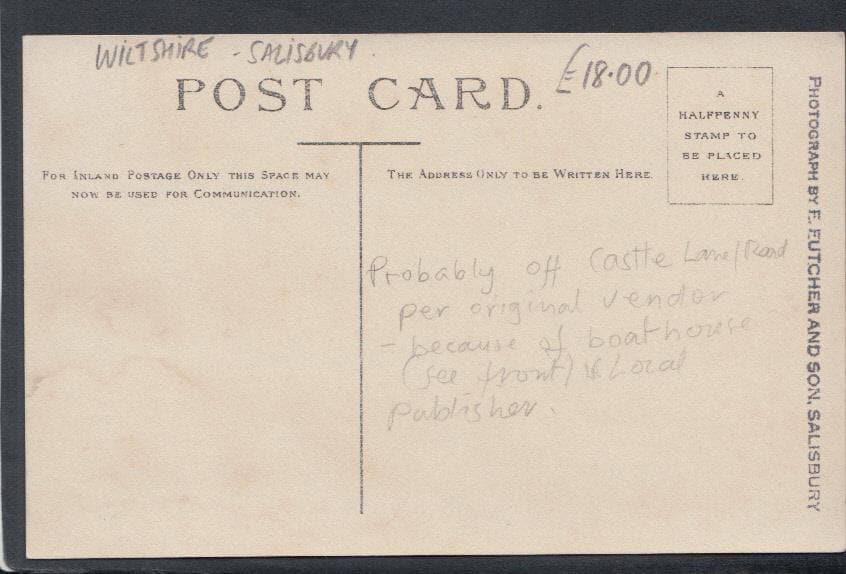 WILTSHIRE - SALISBURY.
£18.00
POST CARD.
A
HALFPENNY
STAMP TO
BE PLACED
HERE.
FOR INLAND POSTAGE ONLY THIS SPACE MAY
NOW BE USED FOR COMMUNICATION.
THE ADDRESS ONLY TO BE WRITTEN HERE.
Probably off Castle Lane/Road
per original vendor
- because of boathouse
(see front) & Local
publisher.
PHOTOGRAPH BY F. FUTCHER AND SON, SALISBURY